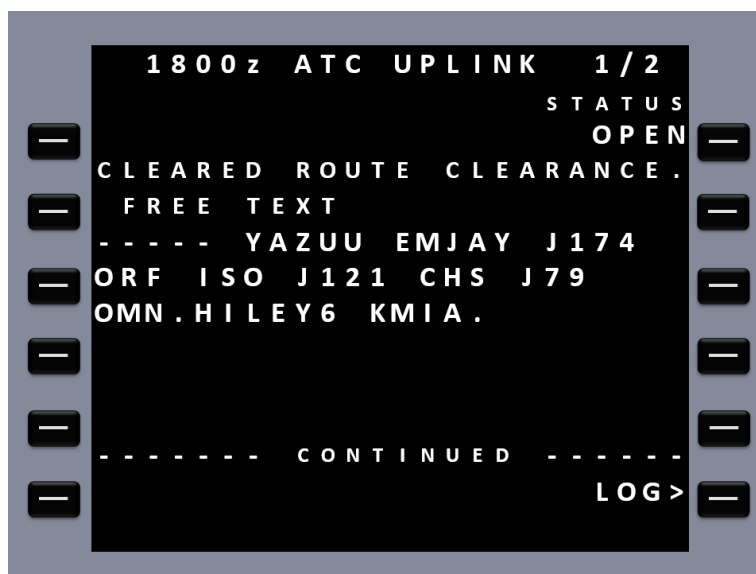 1800z ATC UPLINK 1/2
STATUS
OPEN
CLEARED ROUTE CLEARANCE.
FREE TEXT
----- YAZUU EMJAY J174
ORF ISO J121 CHS J79
OMN.HILEY6 KMIA.
------- CONTINUED ------
LOG>